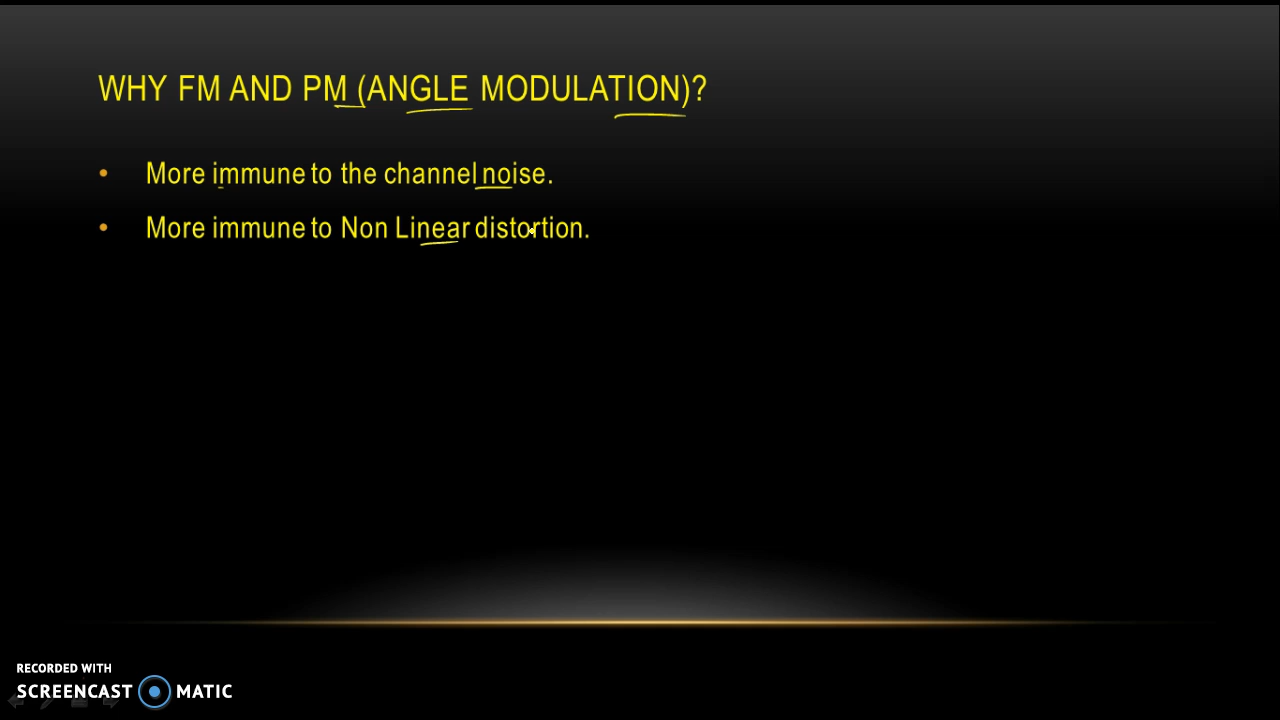 WHY FM AND PM (ANGLE MODULATION)?
• More immune to the channel noise.
• More immune to Non Linear distortion.
RECORDED WITH
SCREENCAST MATIC